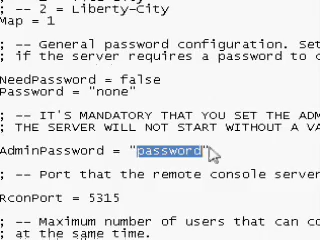 ; -- 2 = Liberty-City
Map = 1
; -- General password configuration. Set
; if the server requires a password to c
NeedPassword = false
Password = "none"
; -- IT'S MANDATORY THAT YOU SET THE ADM
; THE SERVER WILL NOT START WITHOUT A VA
AdminPassword = "password"
; -- Port that the remote console server
RconPort = 5315
; -- Maximum number of users that can co
; at the same time.